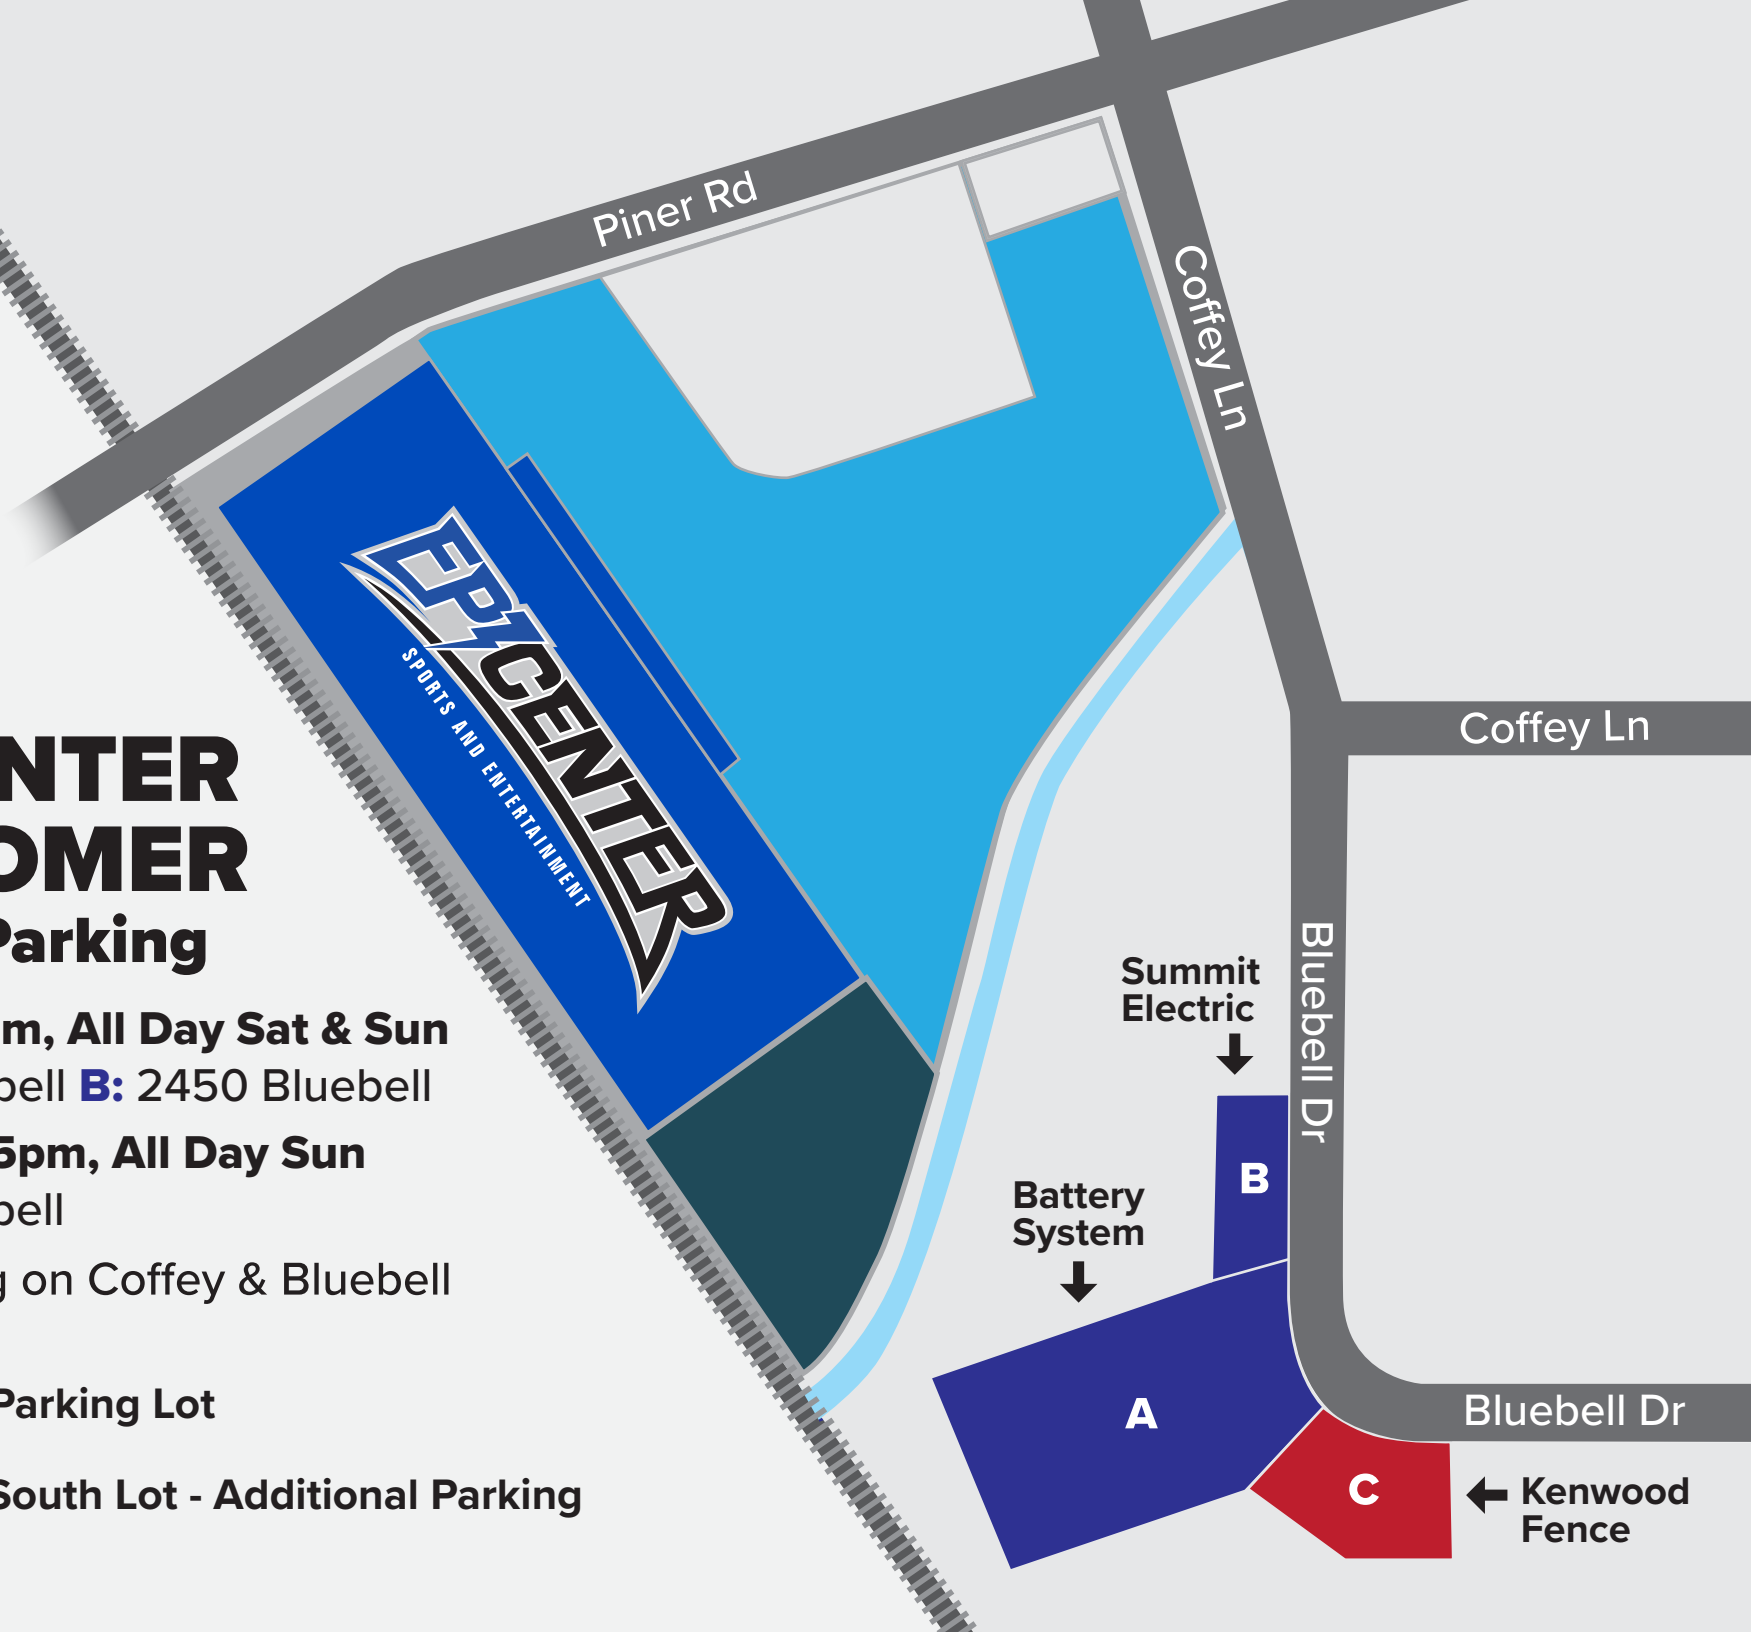 Piner Rd
Coffey Ln
EPICENTER
SPORTS AND ENTERTAINMENT
Coffey Ln
NTER
OMER
Parking
m, All Day Sat & Sun
bell B: 2450 Bluebell
5pm, All Day Sun
bell
g on Coffey & Bluebell
Parking Lot
South Lot - Additional Parking
Summit
Electric
Bluebell Dr
B
Battery
System
A
Bluebell Dr
C
Kenwood
Fence